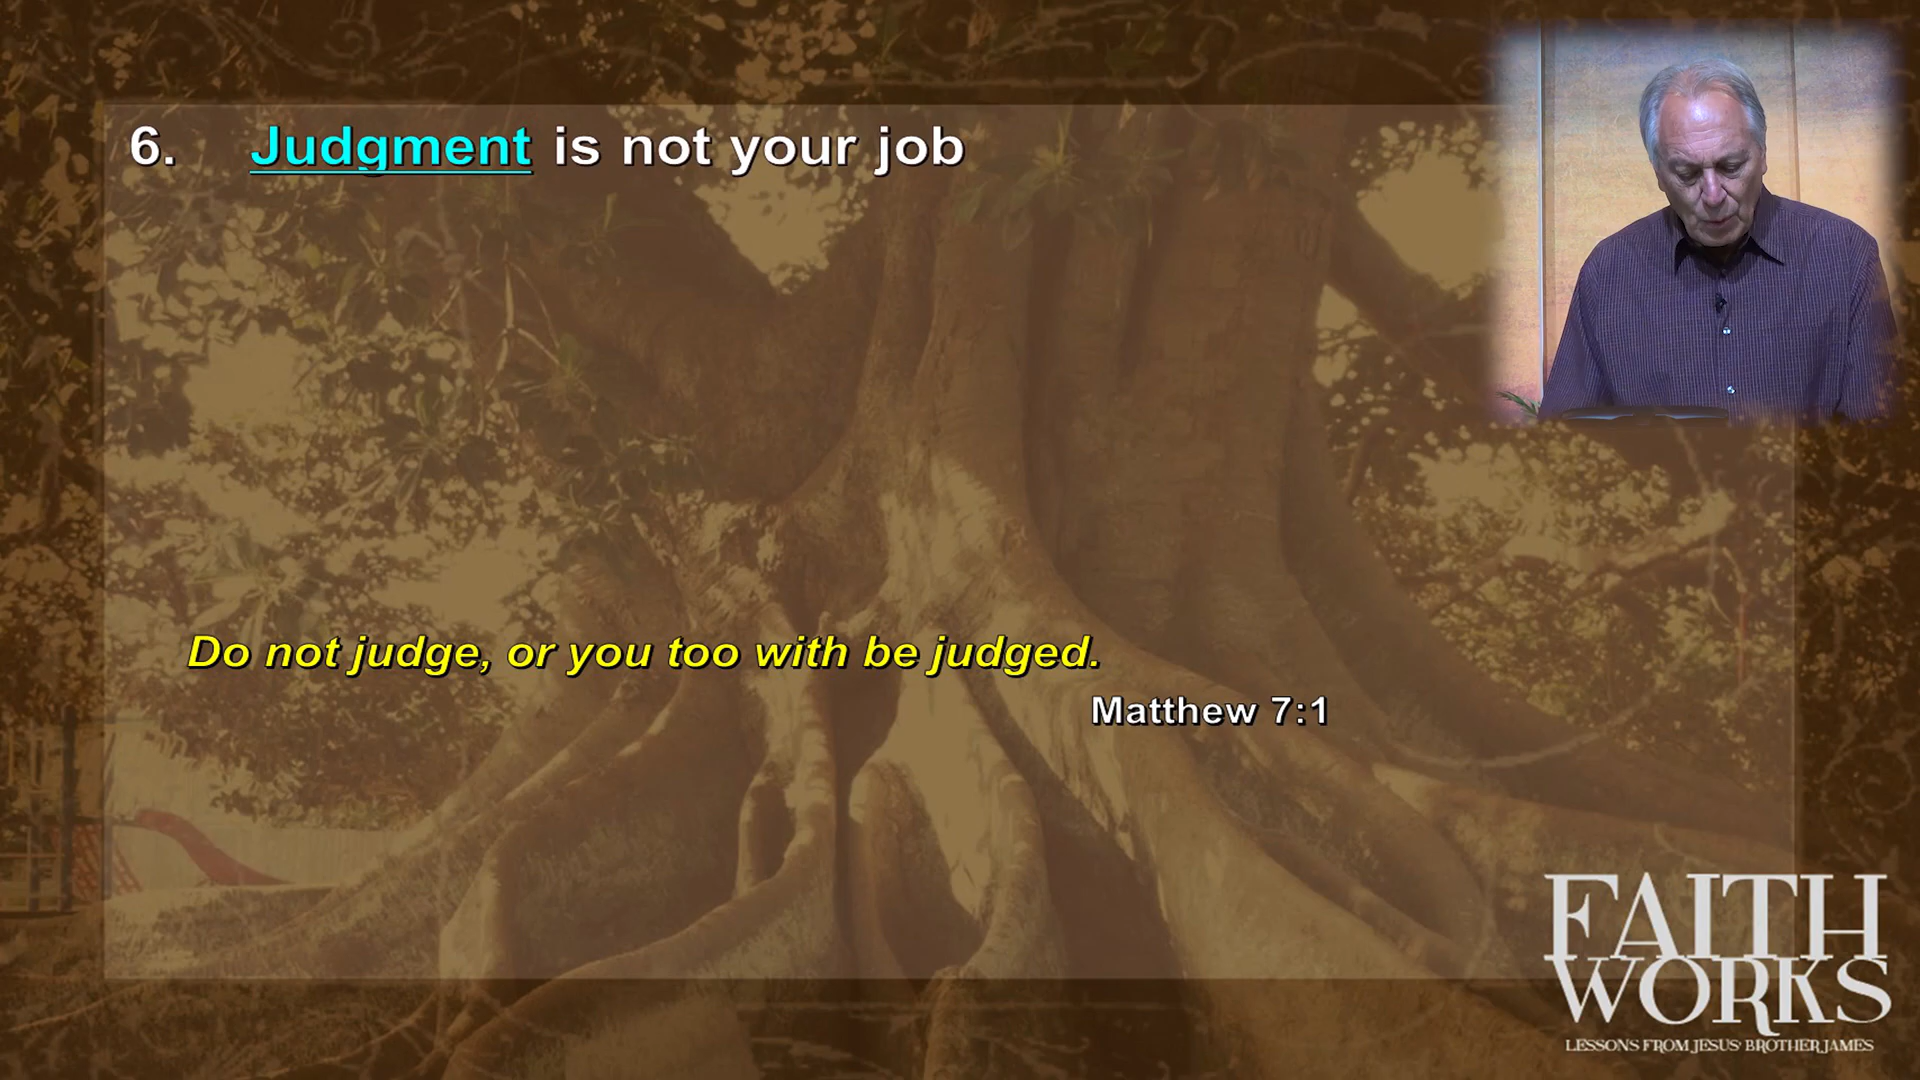 6. Judgment is not your job
Do not judge, or you too with be judged.
Matthew 7:1
FAITH
WORKS
LESSONS FROM JESUS' BROTHER JAMES